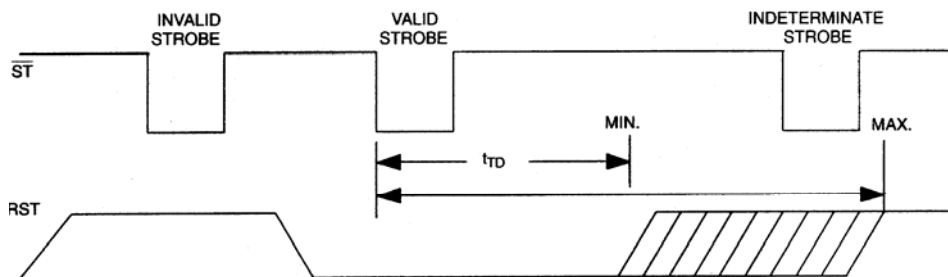 INVALID
STROBE
VALID
STROBE
INDETERMINATE
STROBE
ST
MIN.
MAX.
tTD
RST